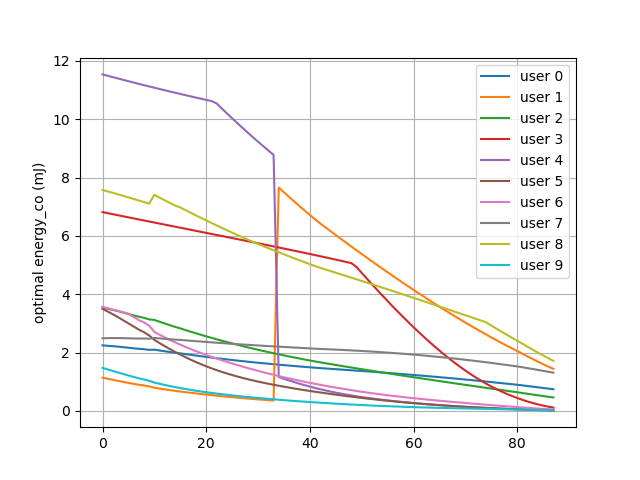 12
10
8
6
4
2
0
optimal energy_co (mJ)
0
20
40
60
80
user 0
user 1
user 2
user 3
user 4
user 5
user 6
user 7
user 8
user 9